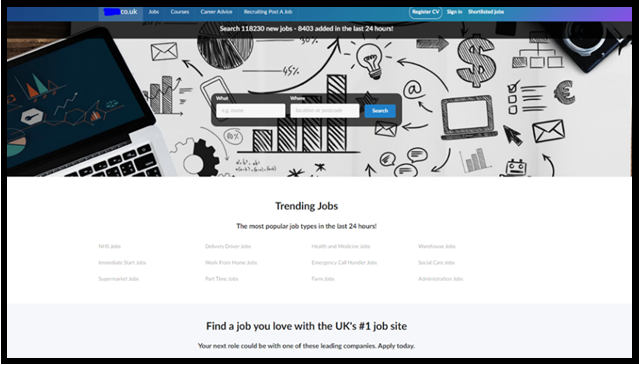 co.uk Jobs Courses Career Advice Recruiting Post A Job Register CV Sign in Shortlisted jobs
Search 118230 new jobs - 8403 added in the last 24 hours!
45%
What Where
e.g. nurse location or postcode Search
Trending Jobs
The most popular job types in the last 24 hours!
NHS Jobs Delivery Driver Jobs Health and Medicine Jobs Warehouse Jobs
Immediate Start Jobs Work From Home Jobs Emergency Call Handler Jobs Social Care Jobs
Supermarket Jobs Part Time Jobs Farm Jobs Administration Jobs
Find a job you love with the UK's #1 job site
Your next role could be with one of these leading companies. Apply today.